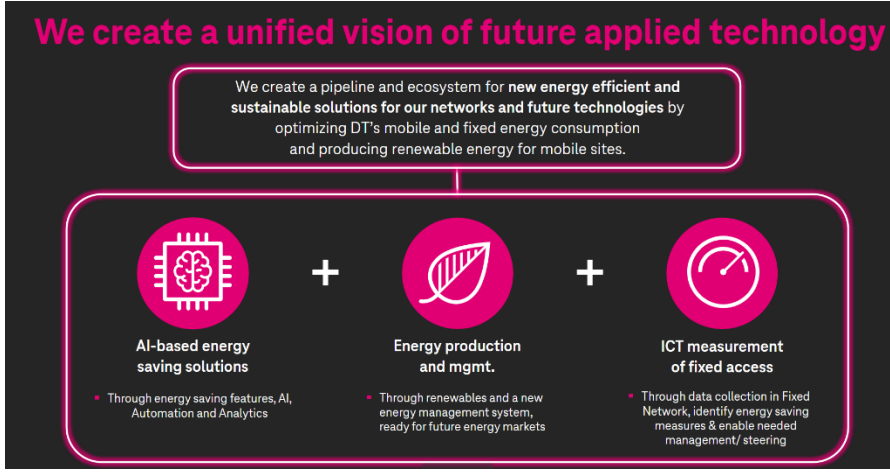 We create a unified vision of future applied technology
We create a pipeline and ecosystem for new energy efficient and
sustainable solutions for our networks and future technologies by
optimizing DT's mobile and fixed energy consumption
and producing renewable energy for mobile sites.
+
+
AI-based energy
saving solutions
▪ Through energy saving features, AI,
Automation and Analytics
Energy production
and mgmt.
▪ Through renewables and a new
energy management system,
ready for future energy markets
ICT measurement
of fixed access
▪ Through data collection in Fixed
Network, identify energy saving
measures & enable needed
management/ steering